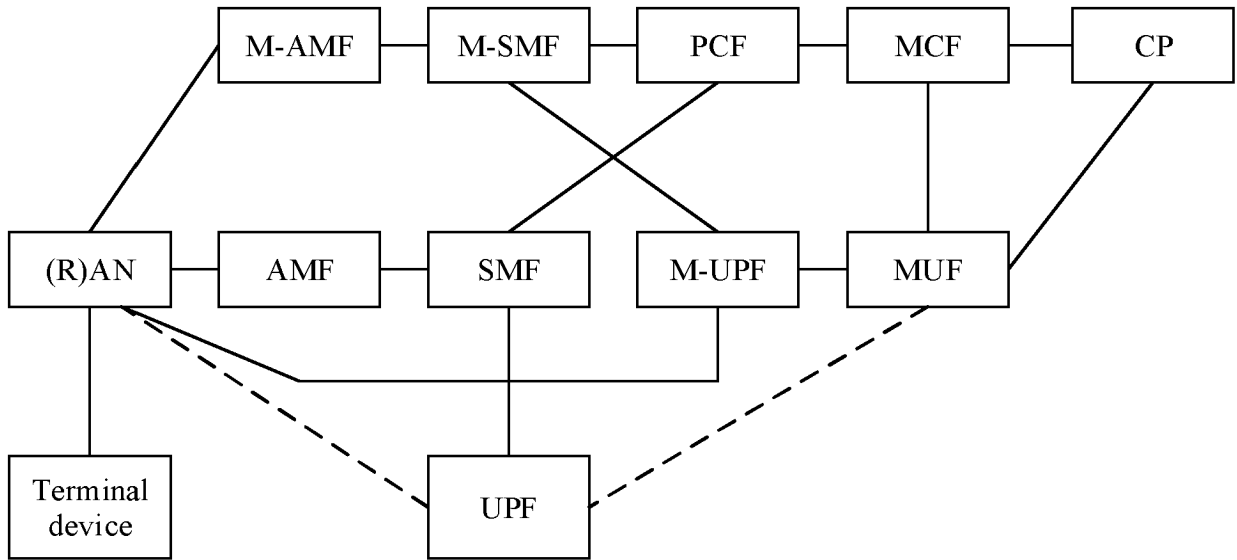 M-AMF
M-SMF
PCF
MCF
CP
(R)AN
AMF
SMF
M-UPF
MUF
Terminal
device
UPF